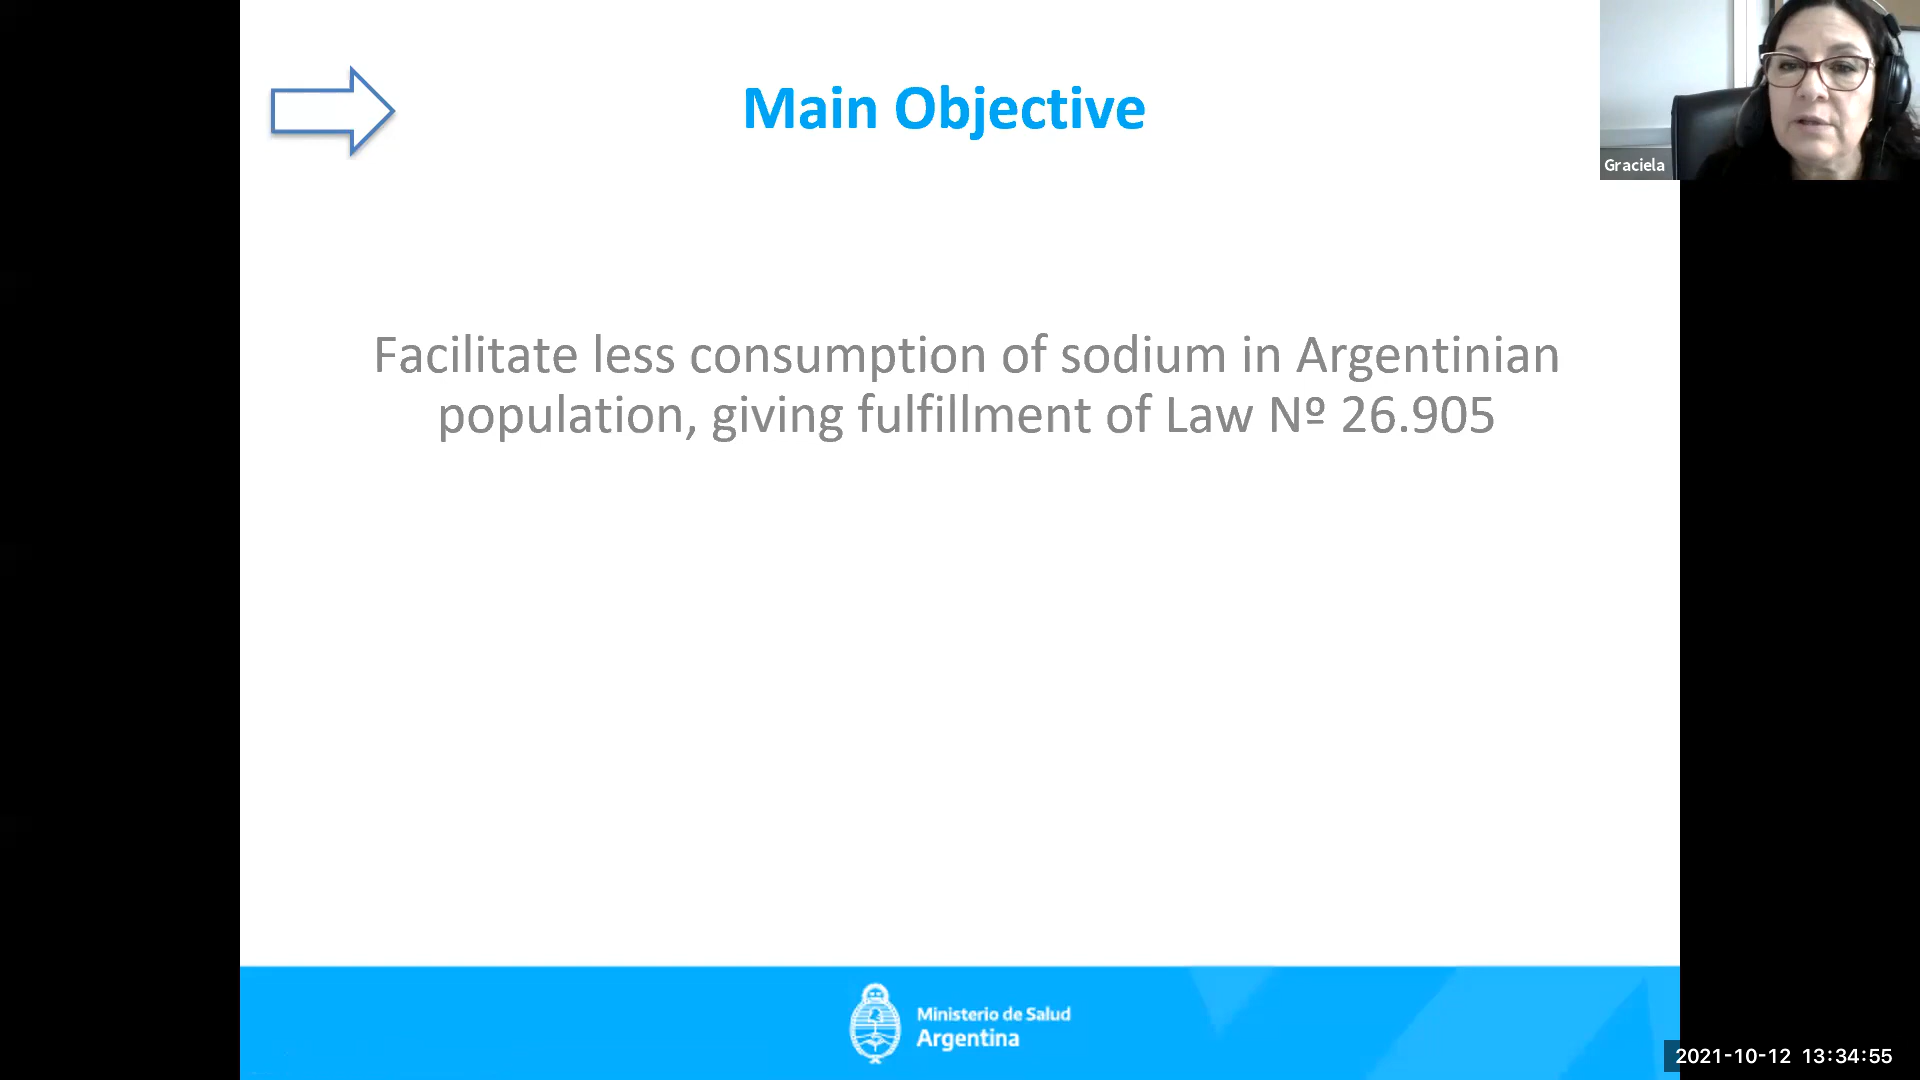 Main Objective
Graciela
Facilitate less consumption of sodium in Argentinian
population, giving fulfillment of Law Nº 26.905
Ministerio de Salud
Argentina
2021-10-12 13:34:55